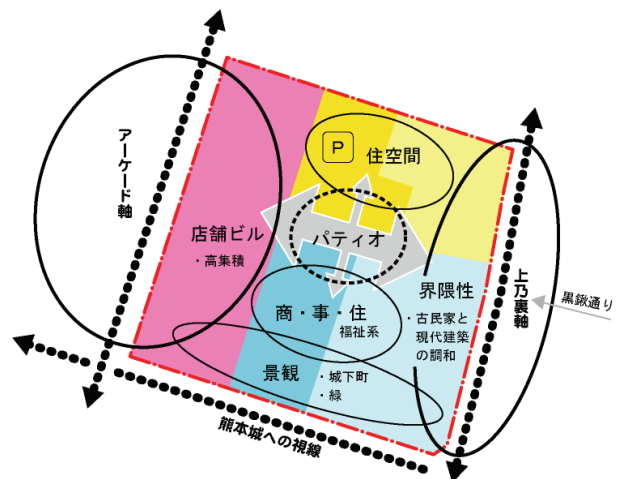 アーケード軸
P
住空間
店舗ビル
・高集積
パティオ
界隈性
・古民家と
現代建築
の調和
上乃裏軸
黒鍬通り
商・事・住
福祉系
景観
・城下町
・緑
熊本城への視線